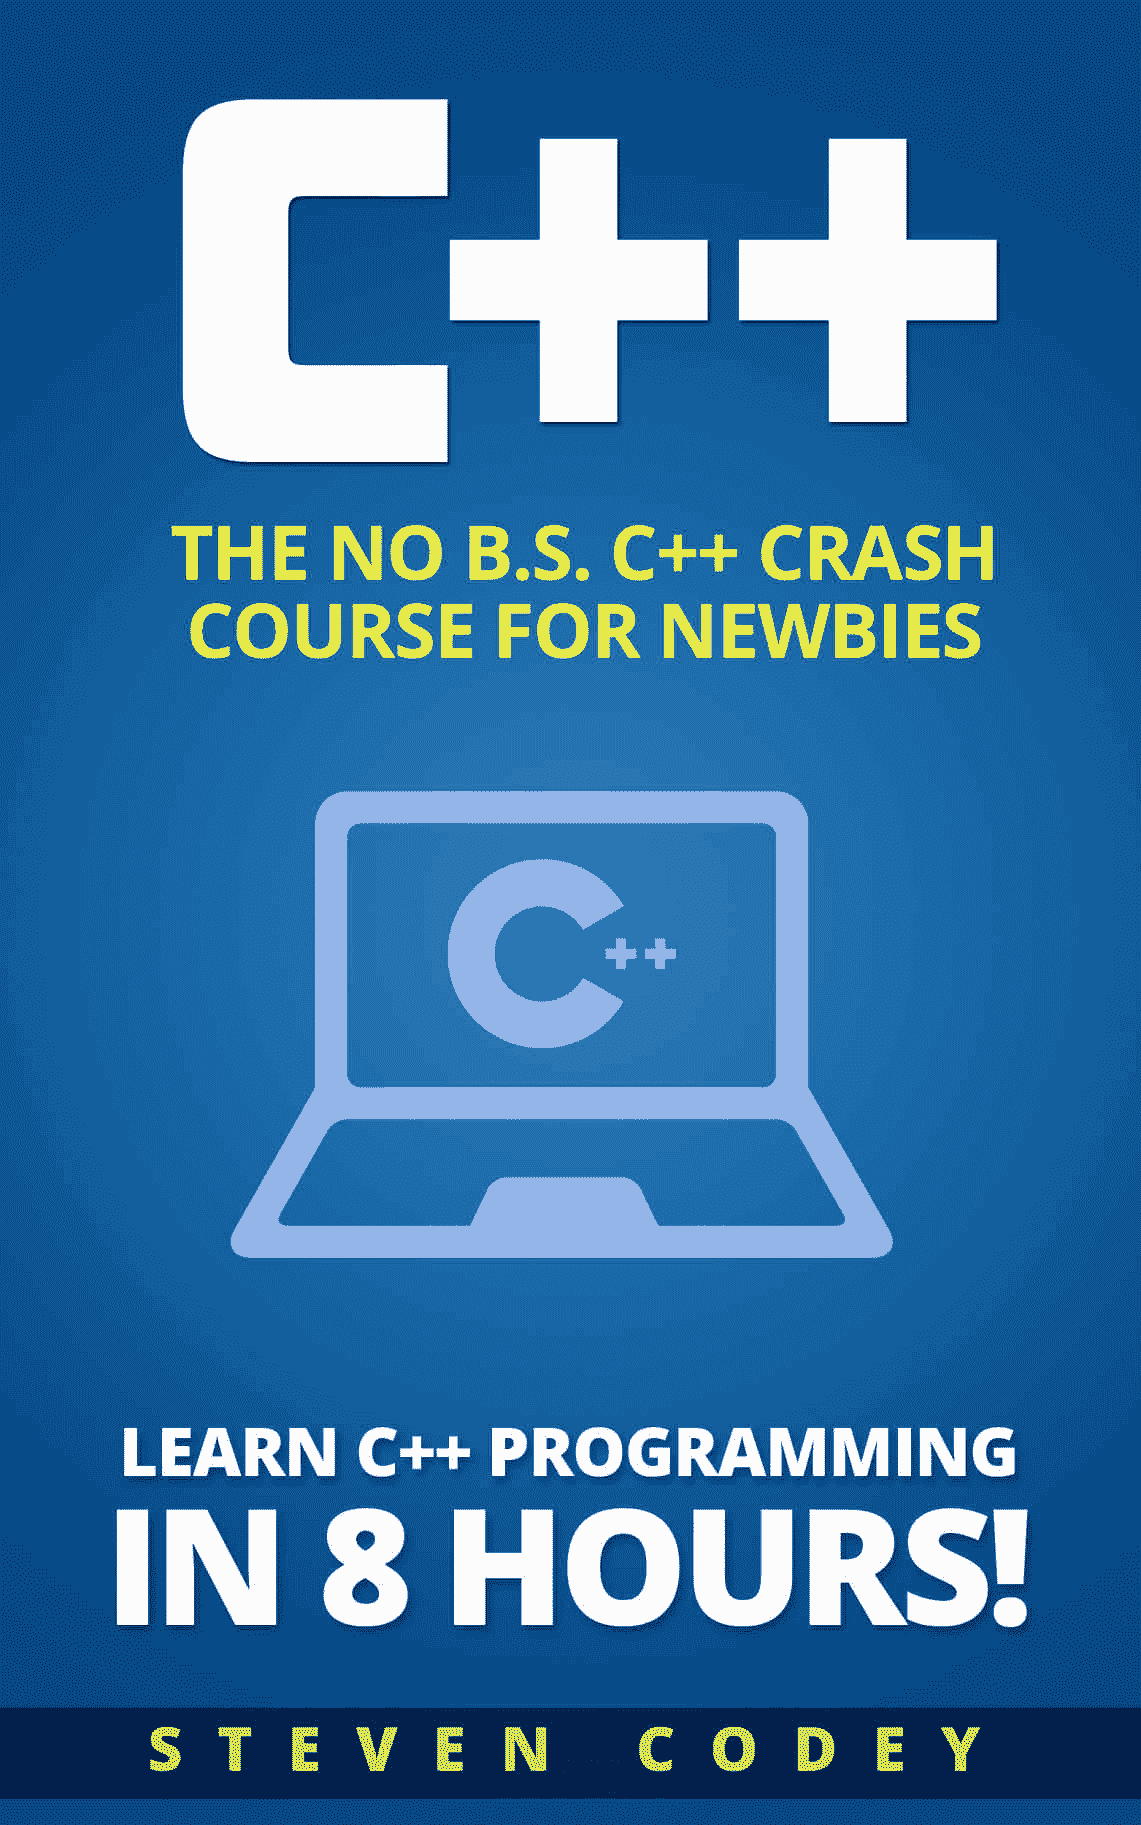 C++
THE NO B.S. C++ CRASH
COURSE FOR NEWBIES
C++
LEARN C++ PROGRAMMING
IN 8 HOURS!
STEVEN CODEY